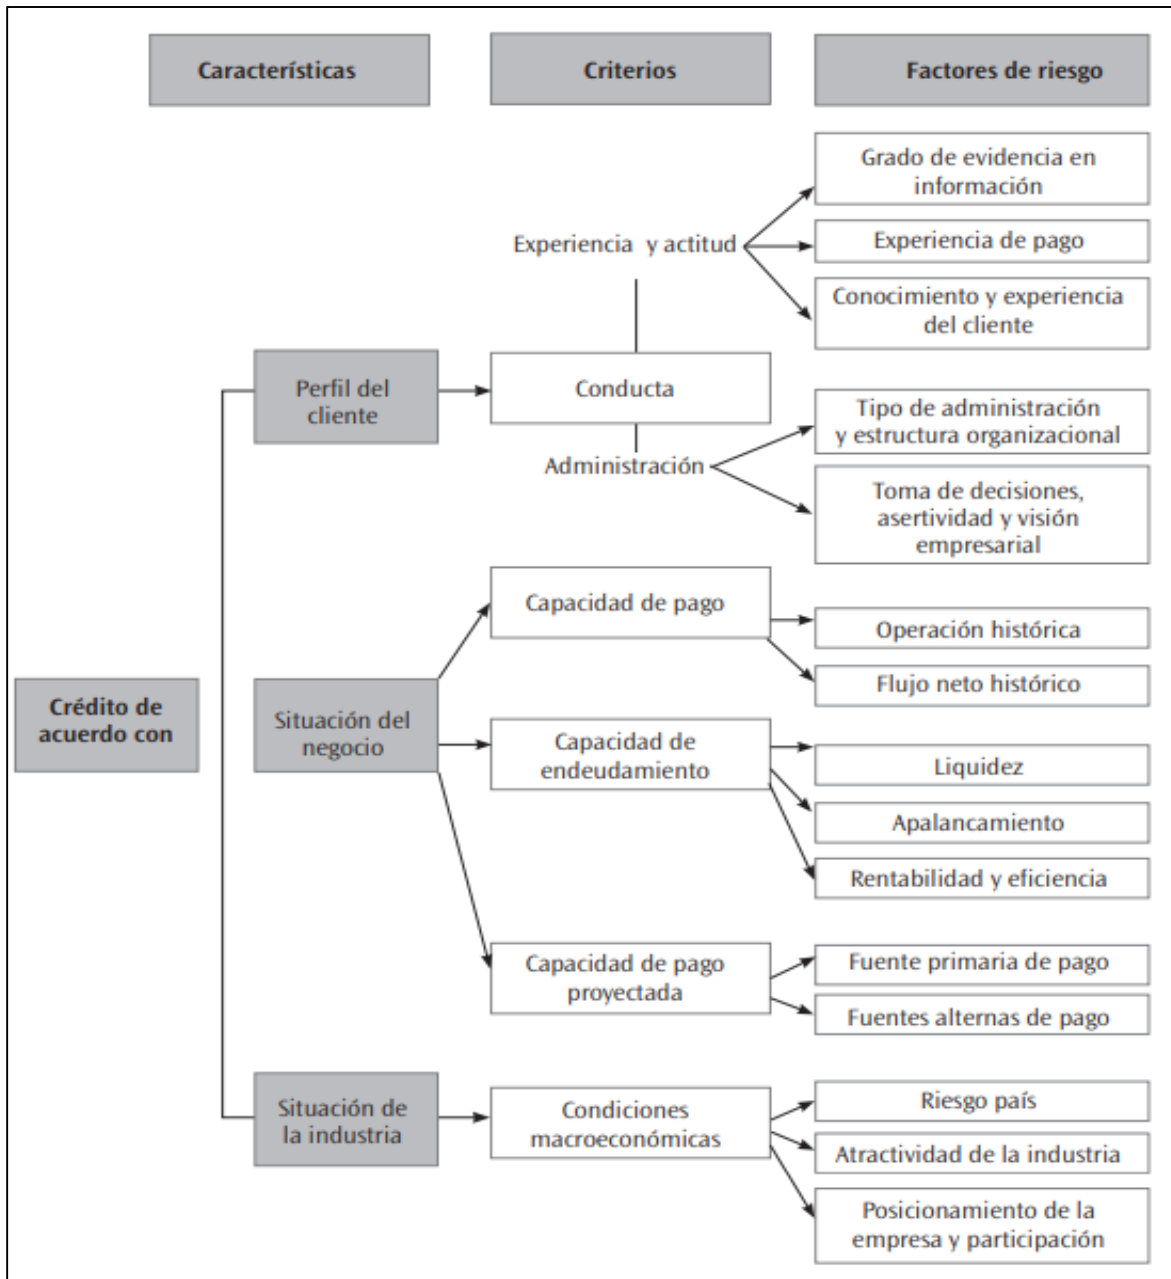 Características
Criterios
Factores de riesgo
Grado de evidencia en
información
Experiencia y actitud
Experiencia de pago
Conocimiento y experiencia
del cliente
Perfil del
cliente
Conducta
Tipo de administración
y estructura organizacional
Administración
Toma de decisiones,
asertividad y visión
empresarial
Capacidad de pago
Operación histórica
Flujo neto histórico
Crédito de
acuerdo con
Situación del
negocio
Capacidad de
endeudamiento
Liquidez
Apalancamiento
Rentabilidad y eficiencia
Capacidad de pago
proyectada
Fuente primaria de pago
Fuentes alternas de pago
Situación de
la industria
Condiciones
macroeconómicas
Riesgo país
Atractividad de la industria
Posicionamiento de la
empresa y participación